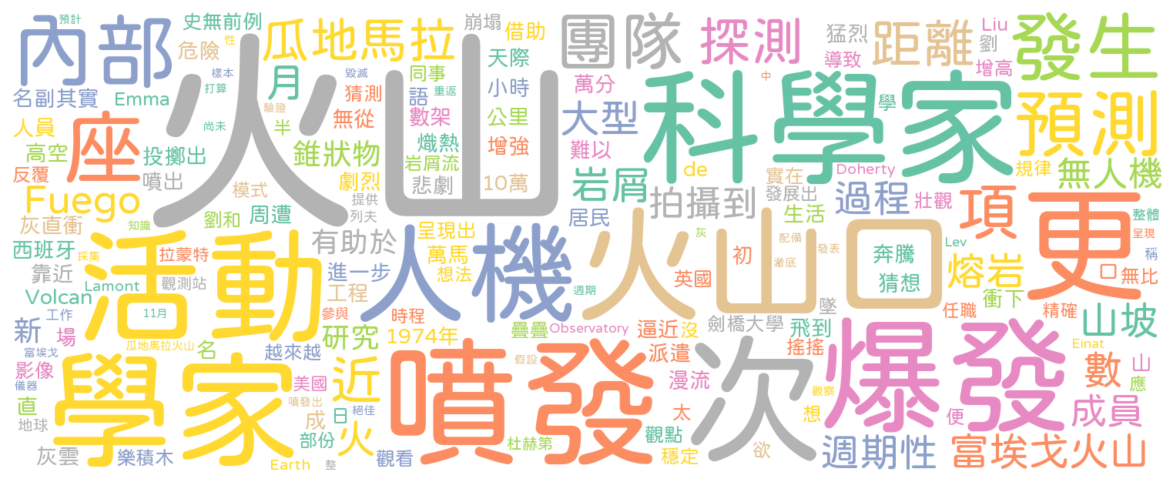 預計
史無前例
瓜地馬拉
崩塌
借助
團隊
探測
猛烈
距離
Liu
劉
發生
內部
危險
性
樣本
毀滅
月
同事
天際
導致
增高
名副其實
Emma
打算
猜測
語
重返
小時
萬分
中
科學家
學
預測
人員
座
尚未
驗證
半
無從
數架
公里
大型
高空
投擲出
錐狀物
熾熱
增強
難以
Doherty
規律
無人機
反覆
噴出
火山
岩屑流
岩屑
de
實在
Fuego
模式
提供
劇烈
悲劇
10萬
拍攝到
發展出
過程
壯觀
項
更
整體
灰直衝
劉和
周遭
列夫
居民
生活
知識
呈現出
灰
配備
發表
呈現
西班牙
採集
活動
有助於
萬馬
人機
火山口
奔騰
Lev
稱
靠近
拉蒙特
想法
初
澈底
熔岩
口
無比
Lamont
觀測站
進一步
英國
猜想
Volcan
工程
週期
衝下
新
工作
11月
場
參與
時程
疊疊
Observatory
逼近
沒
劍橋大學
墜
飛到
任職
精確
山坡
富埃戈
瓜地馬拉火山
名
研究
1974年
假設
派遣
搖搖
Einat
影像
學家
越來越
近
噴發
漫流
次
爆發
數
山
應
儀器
美國
直
噴發出
成
日
絕佳
太
觀察
想
便
成員
地球
部份
火
杜赫第
觀點
灰雲
樂積木
Earth
整
觀看
穩定
欲
週期性
富埃戈火山